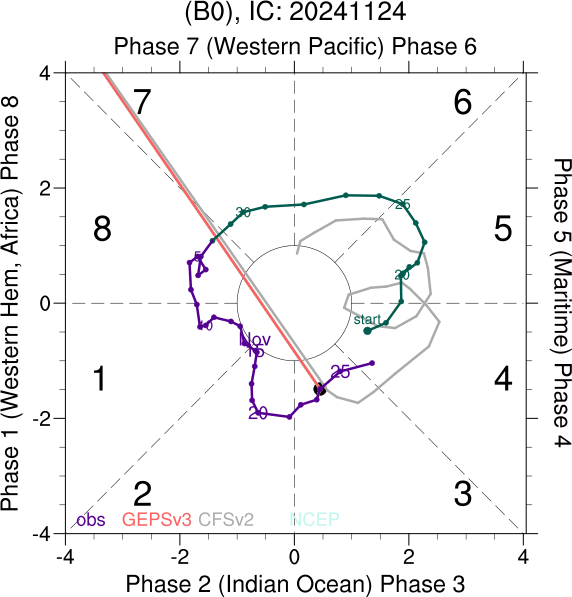 (B0), IC: 20241124
Phase 7 (Western Pacific) Phase 6
Phase 1 (Western Hem, Africa) Phase 8
Phase 5 (Maritime) Phase 4
4
2
0
-2
-4
7
6
8
5
1
4
2
3
30
25
20
start
5
10
Nov
15
25
20
obs GEPSv3 CFSv2 NCEP
-4 -2 0 2 4
Phase 2 (Indian Ocean) Phase 3